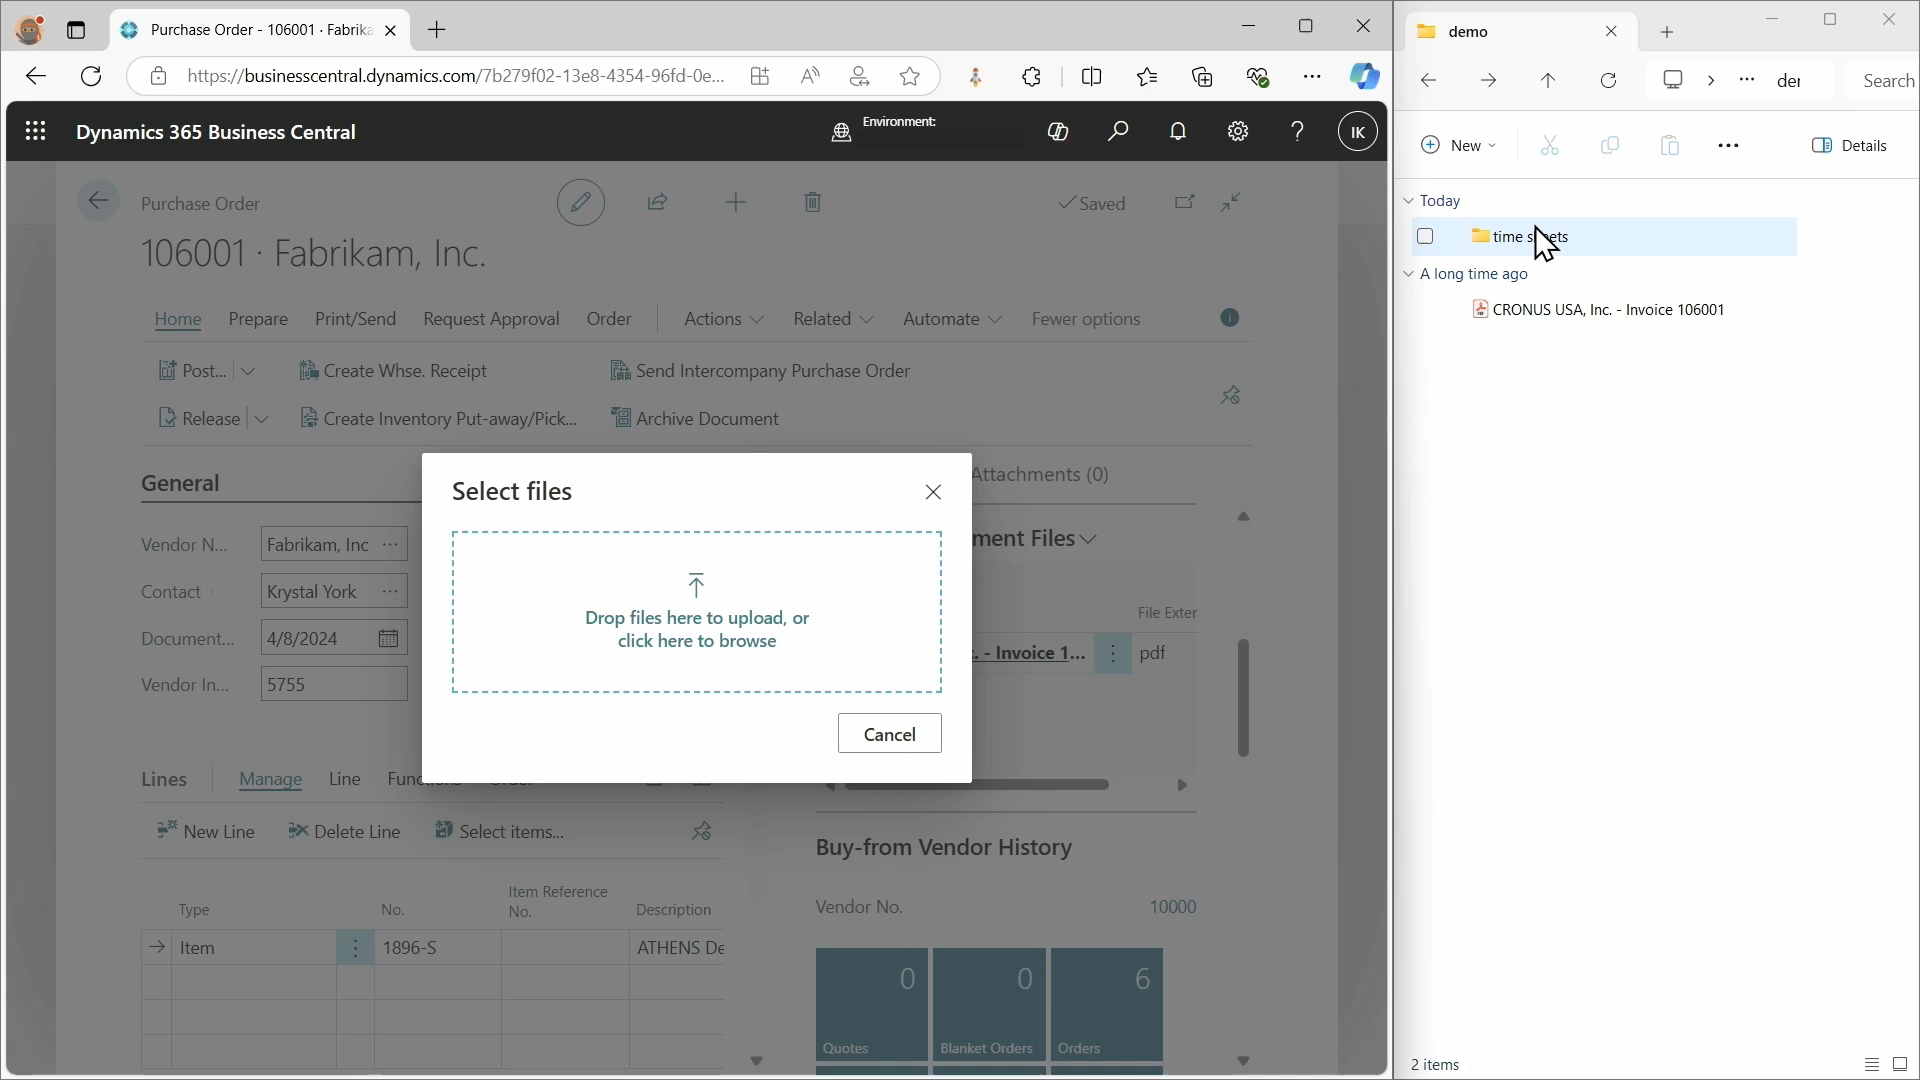 Purchase Order - 106001 · Fabrika
https://businesscentral.dynamics.com/7b279f02-13e8-4354-96fd-0e...
Dynamics 365 Business Central
Environment:
IK
Purchase Order
Saved
106001 · Fabrikam, Inc.
Home Prepare Print/Send Request Approval Order Actions Related Automate Fewer options
Post... Create Whse. Receipt Send Intercompany Purchase Order
Release Create Inventory Put-away/Pick... Archive Document
General
Attachments (0)
Vendor N... Fabrikam, Inc ...
Contact Krystal York ...
Document... 4/8/2024
Vendor In... 5755
Select files
Drop files here to upload, or
click here to browse
Cancel
ment Files
File Exter
. - Invoice 1... pdf
Lines Manage Line
New Line Delete Line Select items...
Type No. Item Reference
No. Description
Item 1896-S ATHENS De
Buy-from Vendor History
Vendor No. 10000
0 0 6
Quotes Blanket Orders Orders
demo
... der Search
New ... Details
Today
time sheets
A long time ago
CRONUS USA, Inc. - Invoice 106001
2 items